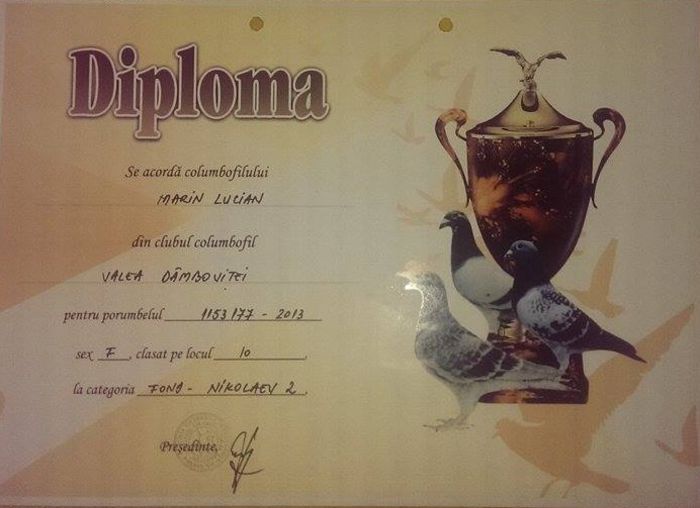 Diploma
Se acordă columbofilului
MARIN LUCIAN
din clubul columbofil
VALEA DÂMBOVIȚEI
pentru porumbelul 1153177 - 2013
sex F, clasat pe locul 10,
la categoria FOND - NIKOLAEV 2.
Președinte,